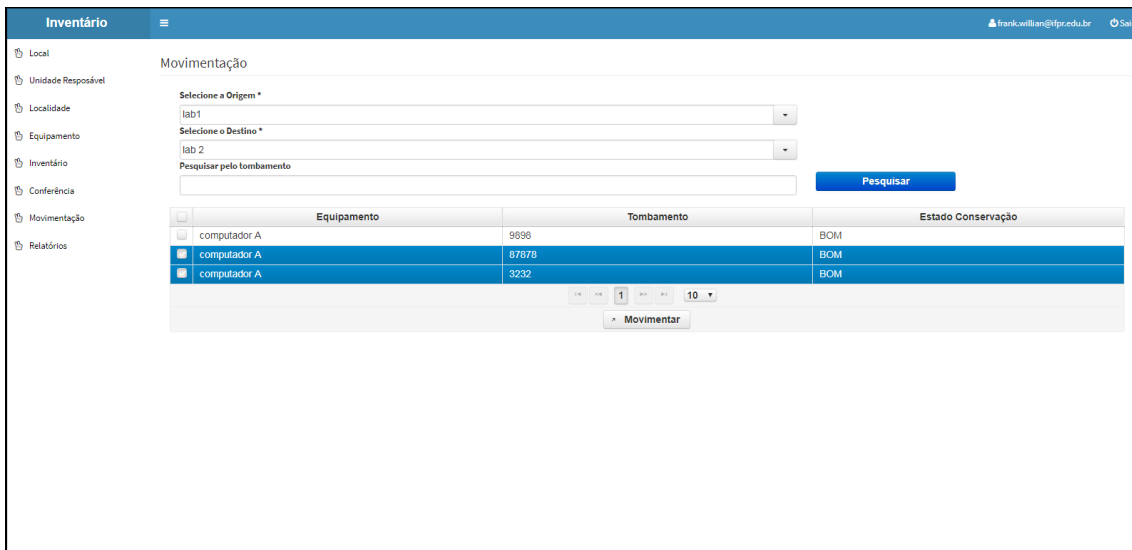 Inventário
frank.willian@ifpr.edu.br Sai
Local
Unidade Resposável
Localidade
Equipamento
Inventário
Conferência
Movimentação
Relatórios
Movimentação
Selecione a Origem *
lab1
Selecione o Destino *
lab 2
Pesquisar pelo tombamento
Pesquisar
Equipamento Tombamento Estado Conservação
computador A 9898 BOM
computador A 87878 BOM
computador A 3232 BOM
1 10
Movimentar